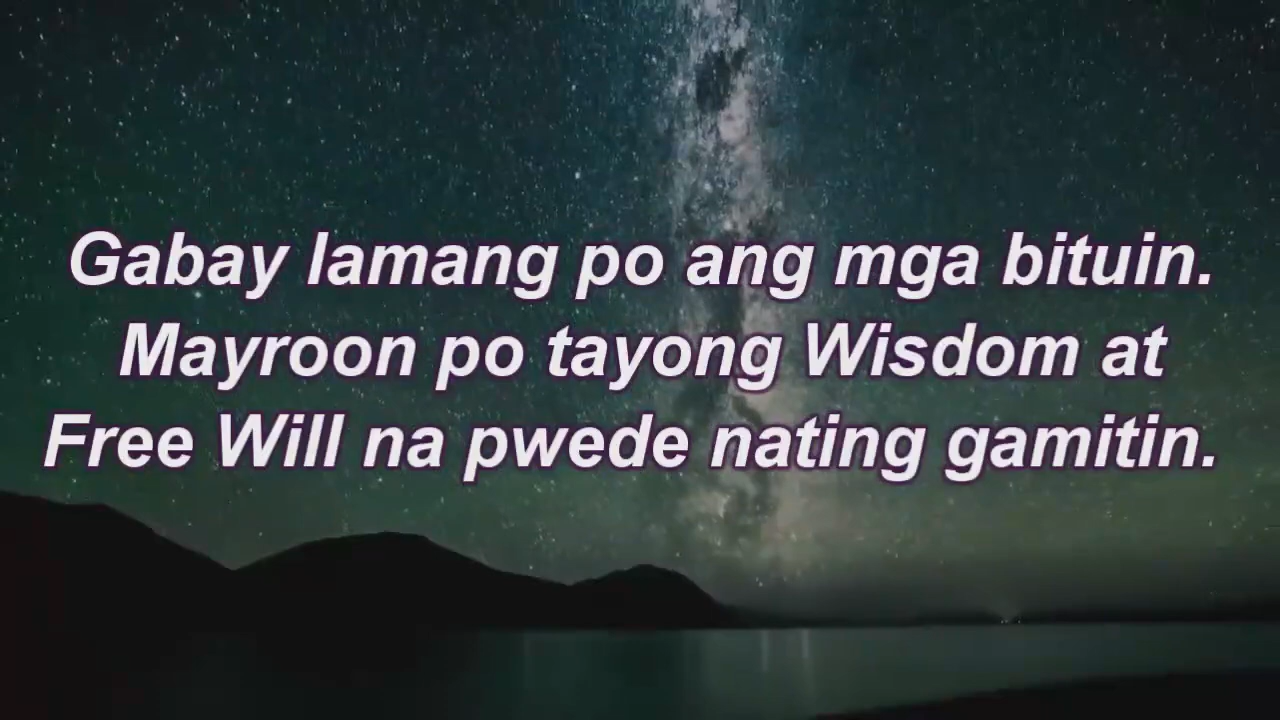 Gabay lamang po ang mga bituin.
Mayroon po tayong Wisdom at
Free Will na pwede nating gamitin.